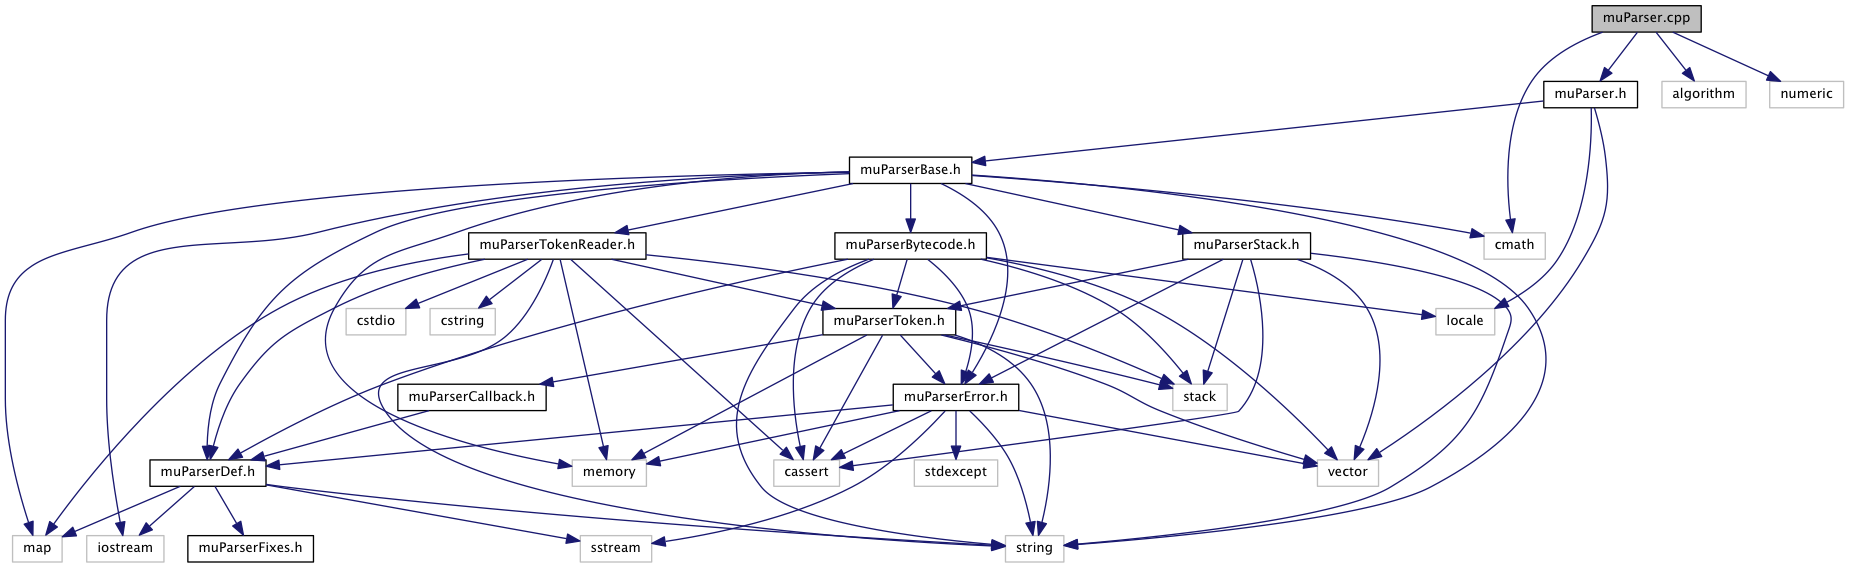 muParser.cpp
muParser.h
algorithm
numeric
muParserBase.h
muParserTokenReader.h
muParserBytecode.h
muParserStack.h
cmath
cstdio
cstring
muParserToken.h
locale
muParserCallback.h
muParserError.h
stack
muParserDef.h
memory
cassert
stdexcept
vector
map
iostream
muParserFixes.h
sstream
string